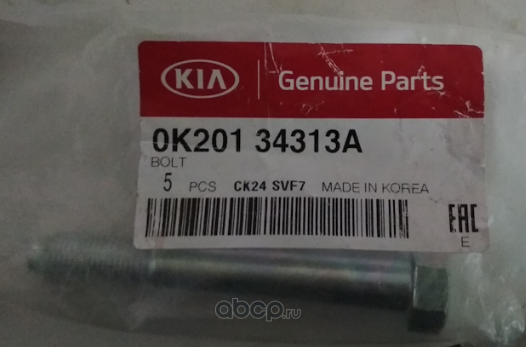 KIA Genuine Parts
0K201 34313A
BOLT
5 PCS CK24 SVF7 MADE IN KOREA
EAC
E
abcp.ru